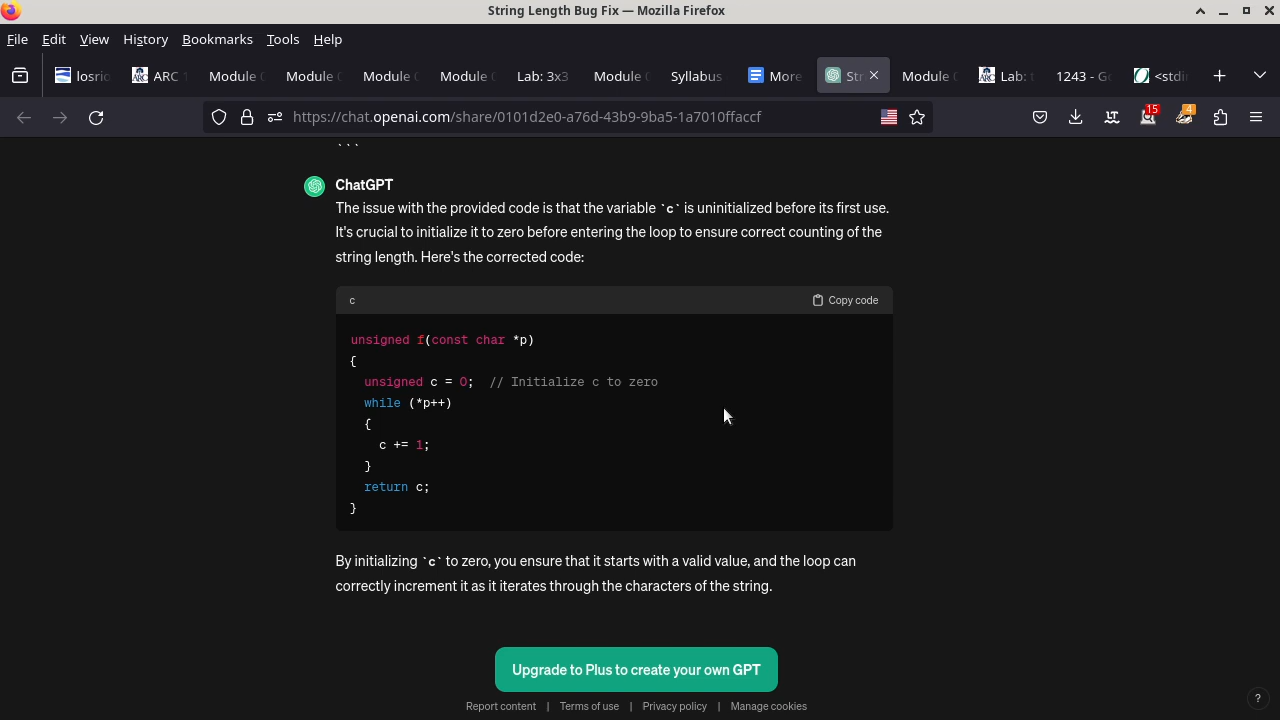 String Length Bug Fix — Mozilla Firefox
File Edit View History Bookmarks Tools Help
losrio ARC Module Module Module Module Lab: 3x3 Module Syllabus More Str Module Lab: 1243 - Go <stdi
https://chat.openai.com/share/0101d2e0-a76d-43b9-9ba5-1a7010ffaccf 15 4
```
ChatGPT
The issue with the provided code is that the variable `c` is uninitialized before its first use.
It's crucial to initialize it to zero before entering the loop to ensure correct counting of the
string length. Here's the corrected code:
c Copy code
unsigned f(const char *p)
{
unsigned c = 0; // Initialize c to zero
while (*p++)
{
c += 1;
}
return c;
}
By initializing `c` to zero, you ensure that it starts with a valid value, and the loop can
correctly increment it as it iterates through the characters of the string.
Upgrade to Plus to create your own GPT
Report content | Terms of use | Privacy policy | Manage cookies
?